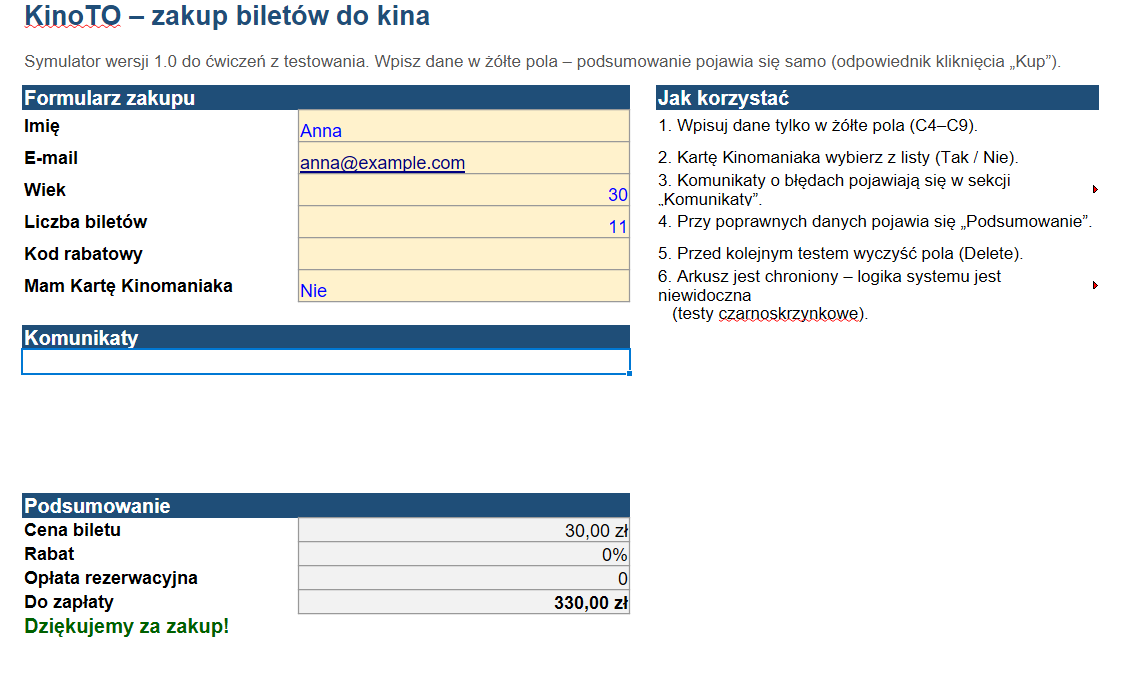 KinoTO – zakup biletów do kina
Symulator wersji 1.0 do ćwiczeń z testowania. Wpisz dane w żółte pola – podsumowanie pojawia się samo (odpowiednik kliknięcia „Kup”).
Formularz zakupu
Imię Anna
E-mail anna@example.com
Wiek 30
Liczba biletów 11
Kod rabatowy
Mam Kartę Kinomaniaka Nie
Jak korzystać
1. Wpisuj dane tylko w żółte pola (C4–C9).
2. Kartę Kinomaniaka wybierz z listy (Tak / Nie).
3. Komunikaty o błędach pojawiają się w sekcji
„Komunikaty”.
4. Przy poprawnych danych pojawia się „Podsumowanie”.
5. Przed kolejnym testem wyczyść pola (Delete).
6. Arkusz jest chroniony – logika systemu jest
niewidoczna
(testy czarnoskrzynkowe).
Komunikaty
Podsumowanie
Cena biletu 30,00 zł
Rabat 0%
Opłata rezerwacyjna 0
Do zapłaty 330,00 zł
Dziękujemy za zakup!